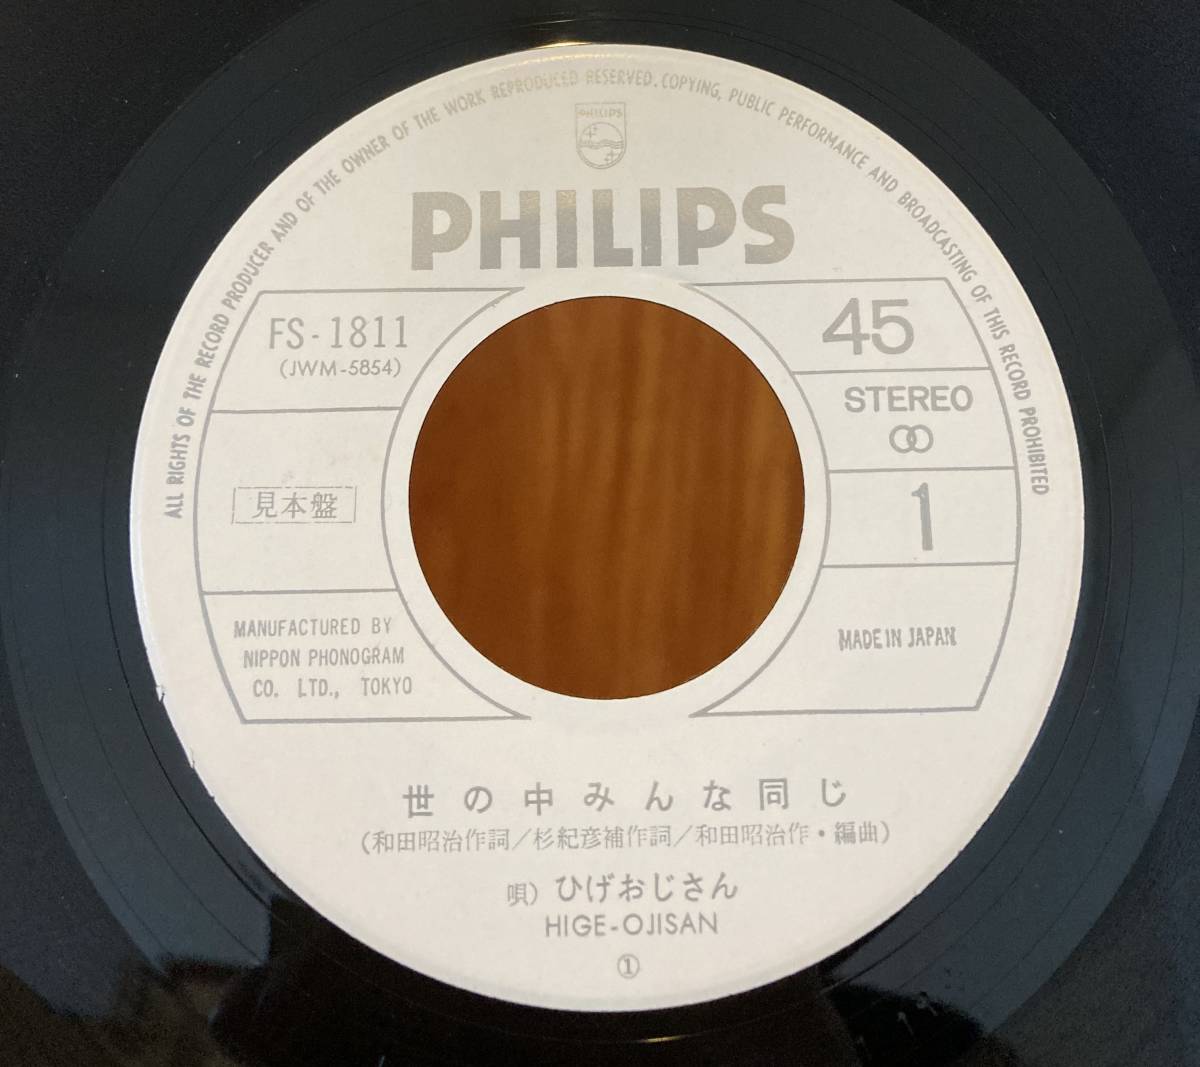 ALL RIGHTS OF THE RECORD PRODUCER AND OF THE OWNER OF THE WORK REPRODUCED RESERVED. COPYING, PUBLIC PERFORMANCE AND BROADCASTING OF THIS RECORD PROHIBITED
PHILIPS
PHILIPS
FS-1811
(JWM-5854)
45
STEREO
見本盤
1
MANUFACTURED BY
NIPPON PHONOGRAM
CO. LTD., TOKYO
MADE IN JAPAN
世の中みんな同じ
(和田昭治作詞/杉紀彦補作詞/和田昭治作・編曲)
唄) ひげおじさん
HIGE-OJISAN
①